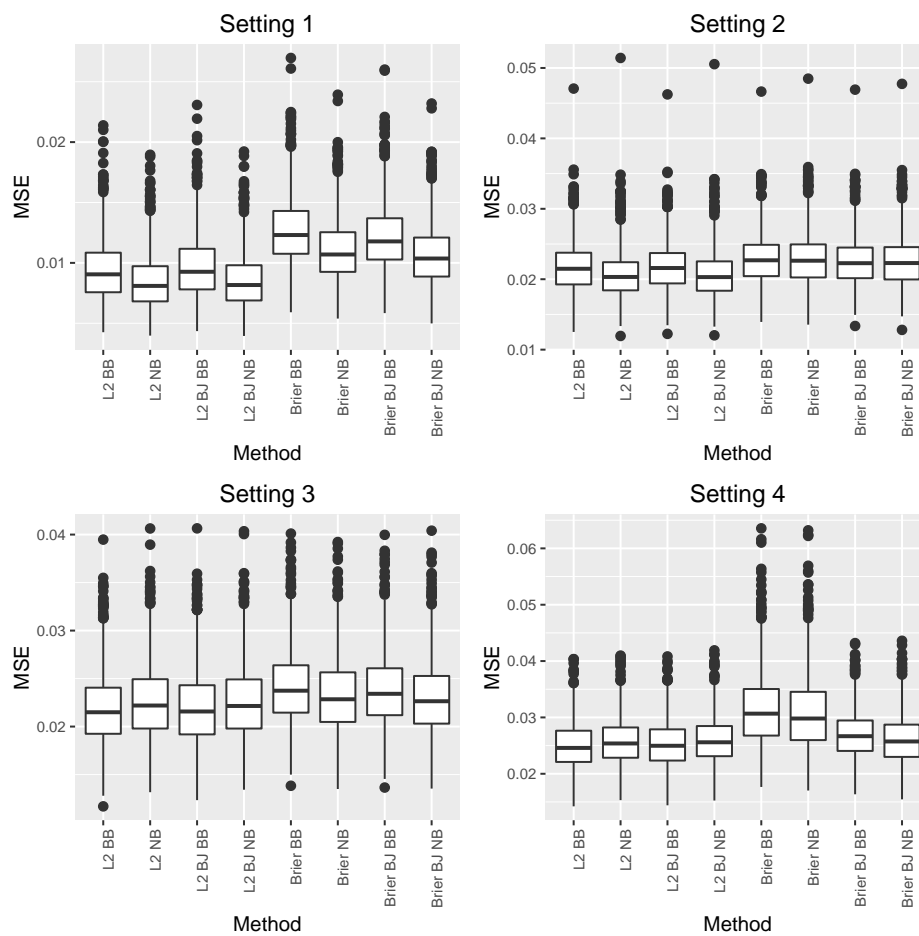 Setting 1
MSE
0.02
0.01
L2 BB
L2 NB
L2 BJ BB
L2 BJ NB
Brier BB
Brier NB
Brier BJ BB
Brier BJ NB
Method
Setting 2
MSE
0.05
0.04
0.03
0.02
0.01
L2 BB
L2 NB
L2 BJ BB
L2 BJ NB
Brier BB
Brier NB
Brier BJ BB
Brier BJ NB
Method
Setting 3
MSE
0.04
0.03
0.02
L2 BB
L2 NB
L2 BJ BB
L2 BJ NB
Brier BB
Brier NB
Brier BJ BB
Brier BJ NB
Method
Setting 4
MSE
0.06
0.05
0.04
0.03
0.02
L2 BB
L2 NB
L2 BJ BB
L2 BJ NB
Brier BB
Brier NB
Brier BJ BB
Brier BJ NB
Method